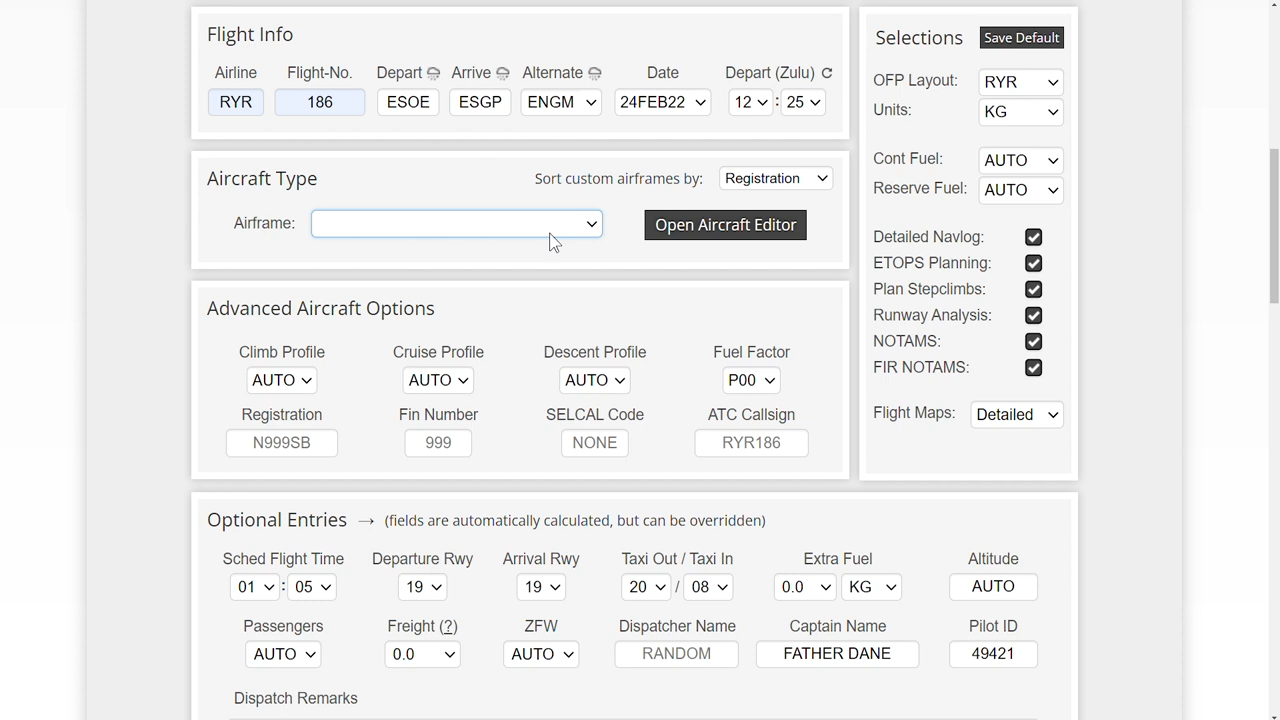 Flight Info
Airline Flight-No. Depart Arrive Alternate Date Depart (Zulu)
RYR 186 ESOE ESGP ENGM 24FEB22 12 : 25
Aircraft Type Sort custom airframes by: Registration
Airframe: Open Aircraft Editor
Advanced Aircraft Options
Climb Profile Cruise Profile Descent Profile Fuel Factor
AUTO AUTO AUTO P00
Registration Fin Number SELCAL Code ATC Callsign
N999SB 999 NONE RYR186
Selections Save Default
OFP Layout: RYR
Units: KG
Cont Fuel: AUTO
Reserve Fuel: AUTO
Detailed Navlog:
ETOPS Planning:
Plan Stepclimbs:
Runway Analysis:
NOTAMS:
FIR NOTAMS:
Flight Maps: Detailed
Optional Entries → (fields are automatically calculated, but can be overridden)
Sched Flight Time Departure Rwy Arrival Rwy Taxi Out / Taxi In Extra Fuel Altitude
01 : 05 19 19 20 / 08 0.0 KG AUTO
Passengers Freight (?) ZFW Dispatcher Name Captain Name Pilot ID
AUTO 0.0 AUTO RANDOM FATHER DANE 49421
Dispatch Remarks